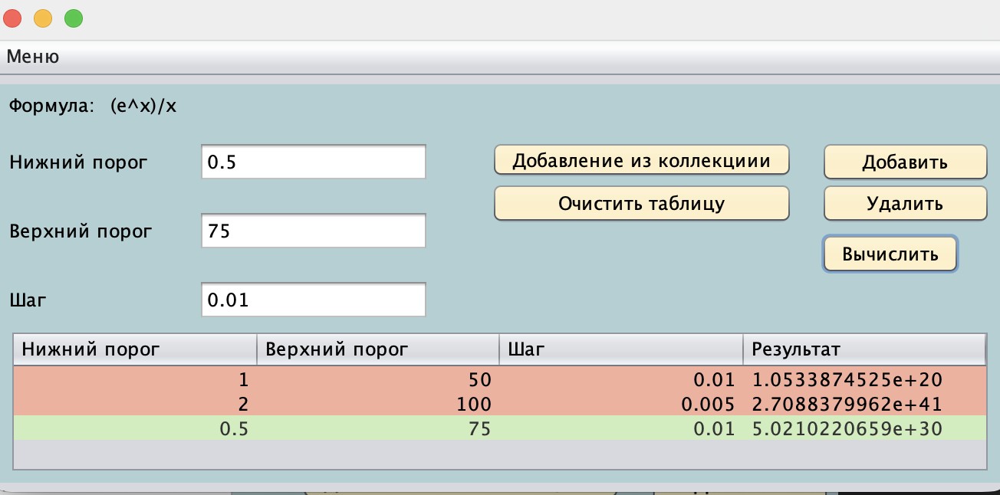 Меню
Формула: (e^x)/x
Нижний порог 0.5 Добавление из коллекциии Добавить
Очистить таблицу Удалить
Верхний порог 75 Вычислить
Шаг 0.01
Нижний порог Верхний порог Шаг Результат
1 50 0.01 1.0533874525e+20
2 100 0.005 2.7088379962e+41
0.5 75 0.01 5.0210220659e+30